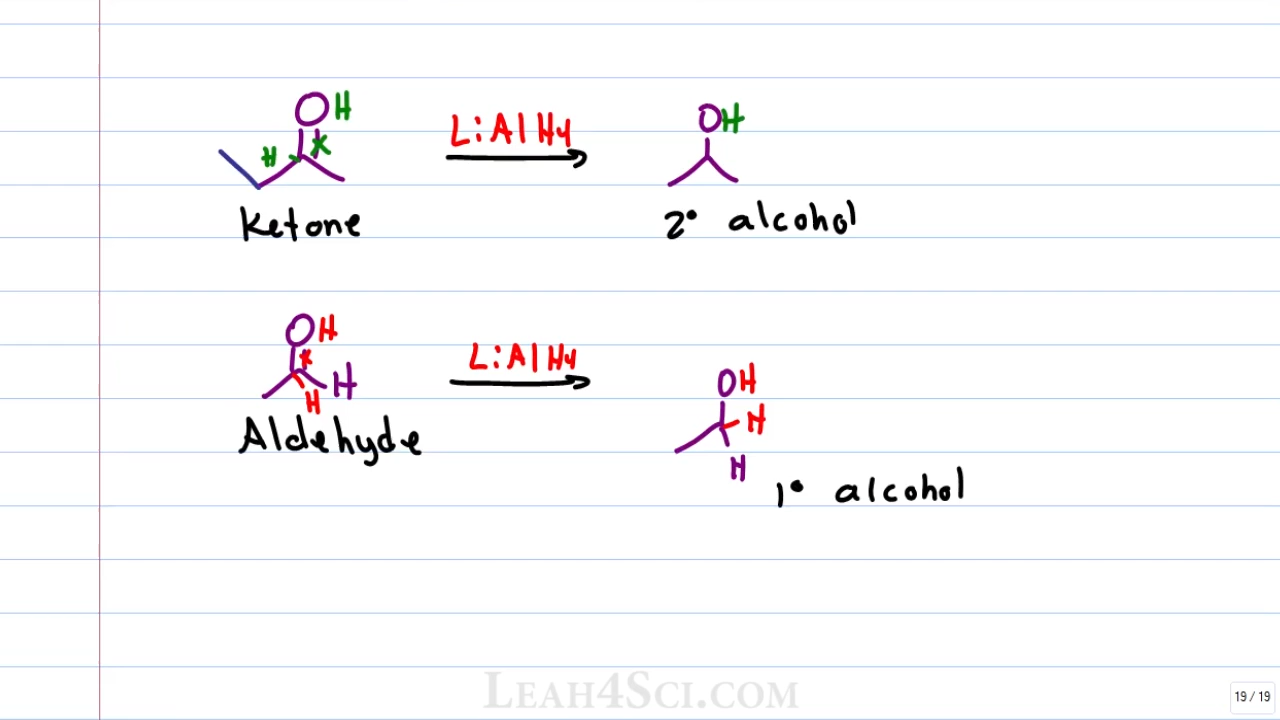 OH
H
Ketone
LiAlH4
OH
2° alcohol
OH
H
H
Aldehyde
LiAlH4
OH
H
H
1° alcohol
LEAH4SCI.COM
19 / 19